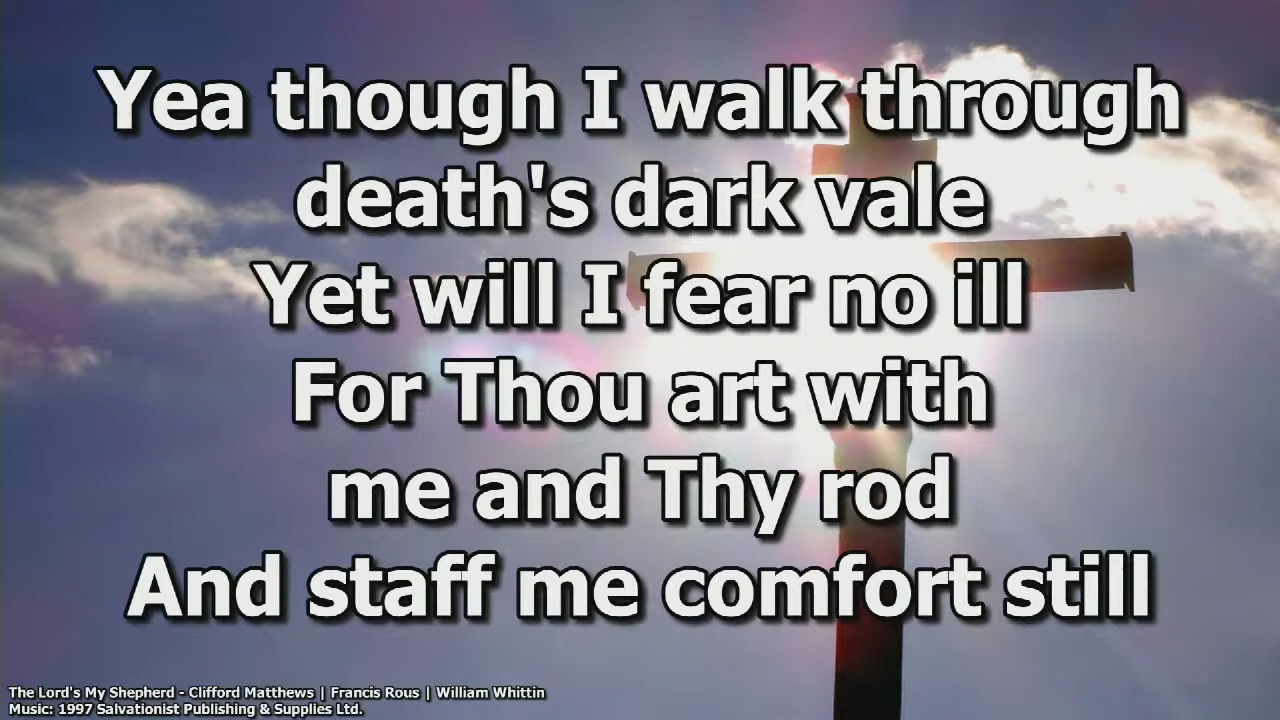 Yea though I walk through
death's dark vale
Yet will I fear no ill
For Thou art with
me and Thy rod
And staff me comfort still
The Lord's My Shepherd - Clifford Matthews | Francis Rous | William Whittin
Music: 1997 Salvationist Publishing & Supplies Ltd.